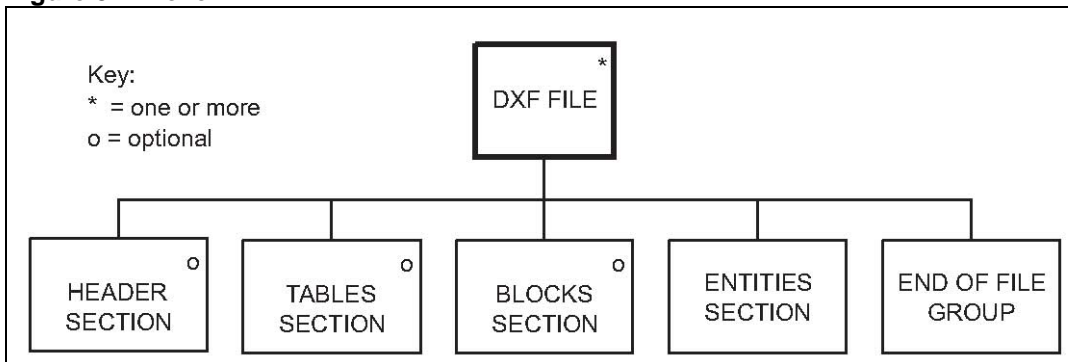 Key:
* = one or more
o = optional
*
DXF FILE
o
HEADER
SECTION
o
TABLES
SECTION
o
BLOCKS
SECTION
ENTITIES
SECTION
END OF FILE
GROUP